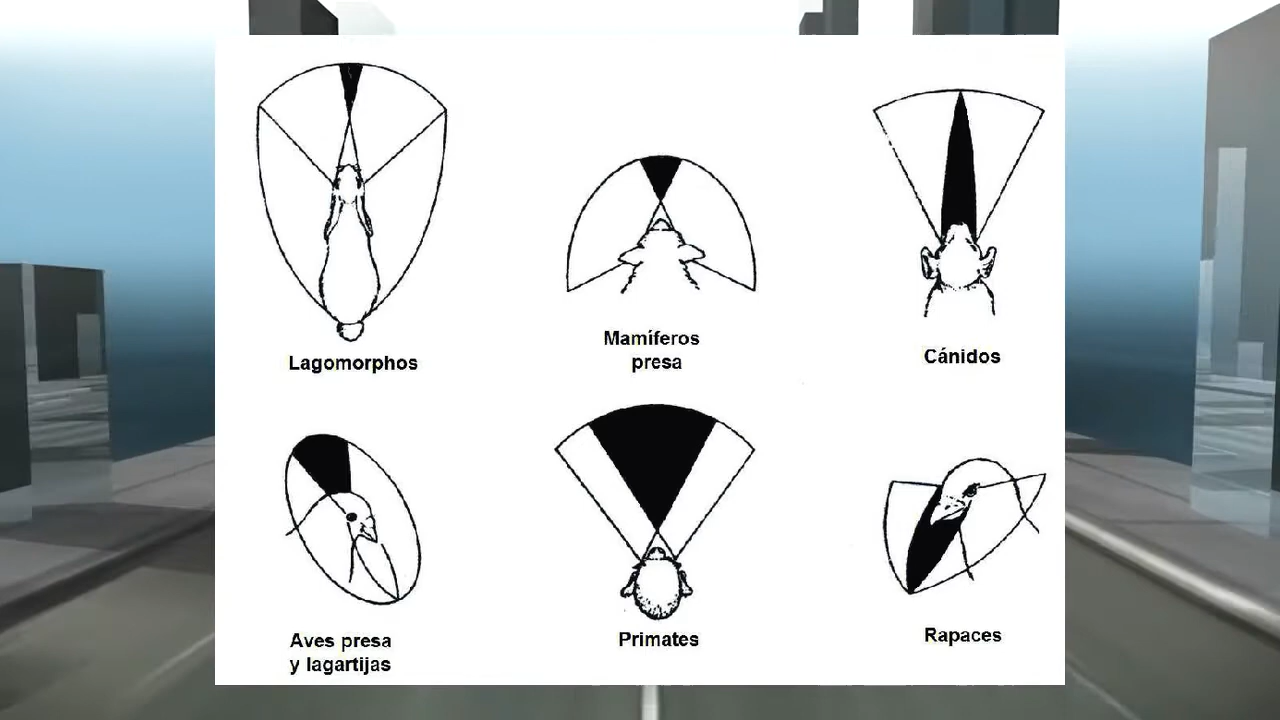 Lagomorphos
Mamíferos
presa
Cánidos
Aves presa
y lagartijas
Primates
Rapaces